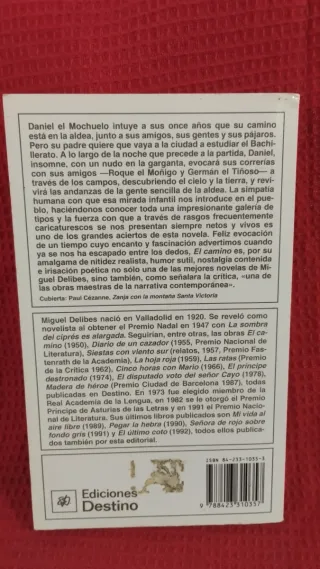 Daniel el Mochuelo intuye a sus once años que su camino
está en la aldea, junto a sus amigos, sus gentes y sus pájaros.
Pero su padre quiere que vaya a la ciudad a estudiar el Bachi-
llerato. A lo largo de la noche que precede a la partida, Daniel,
insomne, con un nudo en la garganta, evocará sus correrías
con sus amigos —Roque el Moñigo y Germán el Tiñoso— a
través de los campos, descubriendo el cielo y la tierra, y revi-
virá las andanzas de la gente sencilla de la aldea. La simpatía
humana con que esa mirada infantil nos introduce en el pue-
blo, haciéndonos conocer toda una impresionante galería de
tipos y la fuerza con que a través de rasgos frecuentemente
caricaturescos se nos presentan siempre netos y vivos es
uno de los grandes aciertos de esta novela. Feliz evocación
de un tiempo cuyo encanto y fascinación advertimos cuando
ya se nos ha escapado entre los dedos, El camino es, por su
amalgama de nitidez realista, humor sutil, nostalgia contenida
e irisación poética no sólo una de las mejores novelas de Mi-
guel Delibes, sino también, como señalara la crítica, «una de
las obras maestras de la narrativa contemporánea».
Cubierta: Paul Cézanne, Zanja con la montaña Santa Victoria
Miguel Delibes nació en Valladolid en 1920. Se reveló como
novelista al obtener el Premio Nadal en 1947 con La sombra
del ciprés es alargada. Seguirían, entre otras, las obras El ca-
mino (1950), Diario de un cazador (1955, Premio Nacional de
Literatura), Siestas con viento sur (relatos, 1957, Premio Fas-
tenrath de la Academia), La hoja roja (1959), Las ratas (Premio
de la Crítica 1962), Cinco horas con Mario (1966), El príncipe
destronado (1974), El disputado voto del señor Cayo (1978),
Madera de héroe (Premio Ciudad de Barcelona 1987), todas
publicadas en Destino. En 1973 fue elegido miembro de la
Real Academia de la Lengua, en 1982 se le otorgó el Premio
Príncipe de Asturias de las Letras y en 1991 el Premio Nacio-
nal de Literatura. Sus últimos libros publicados son Mi vida al
aire libre (1989), Pegar la hebra (1990), Señora de rojo sobre
fondo gris (1991) y El último coto (1992), todos ellos publica-
dos también por esta editorial.
Ediciones
Destino
ISBN 84-233-1033-3
9 788423 310357